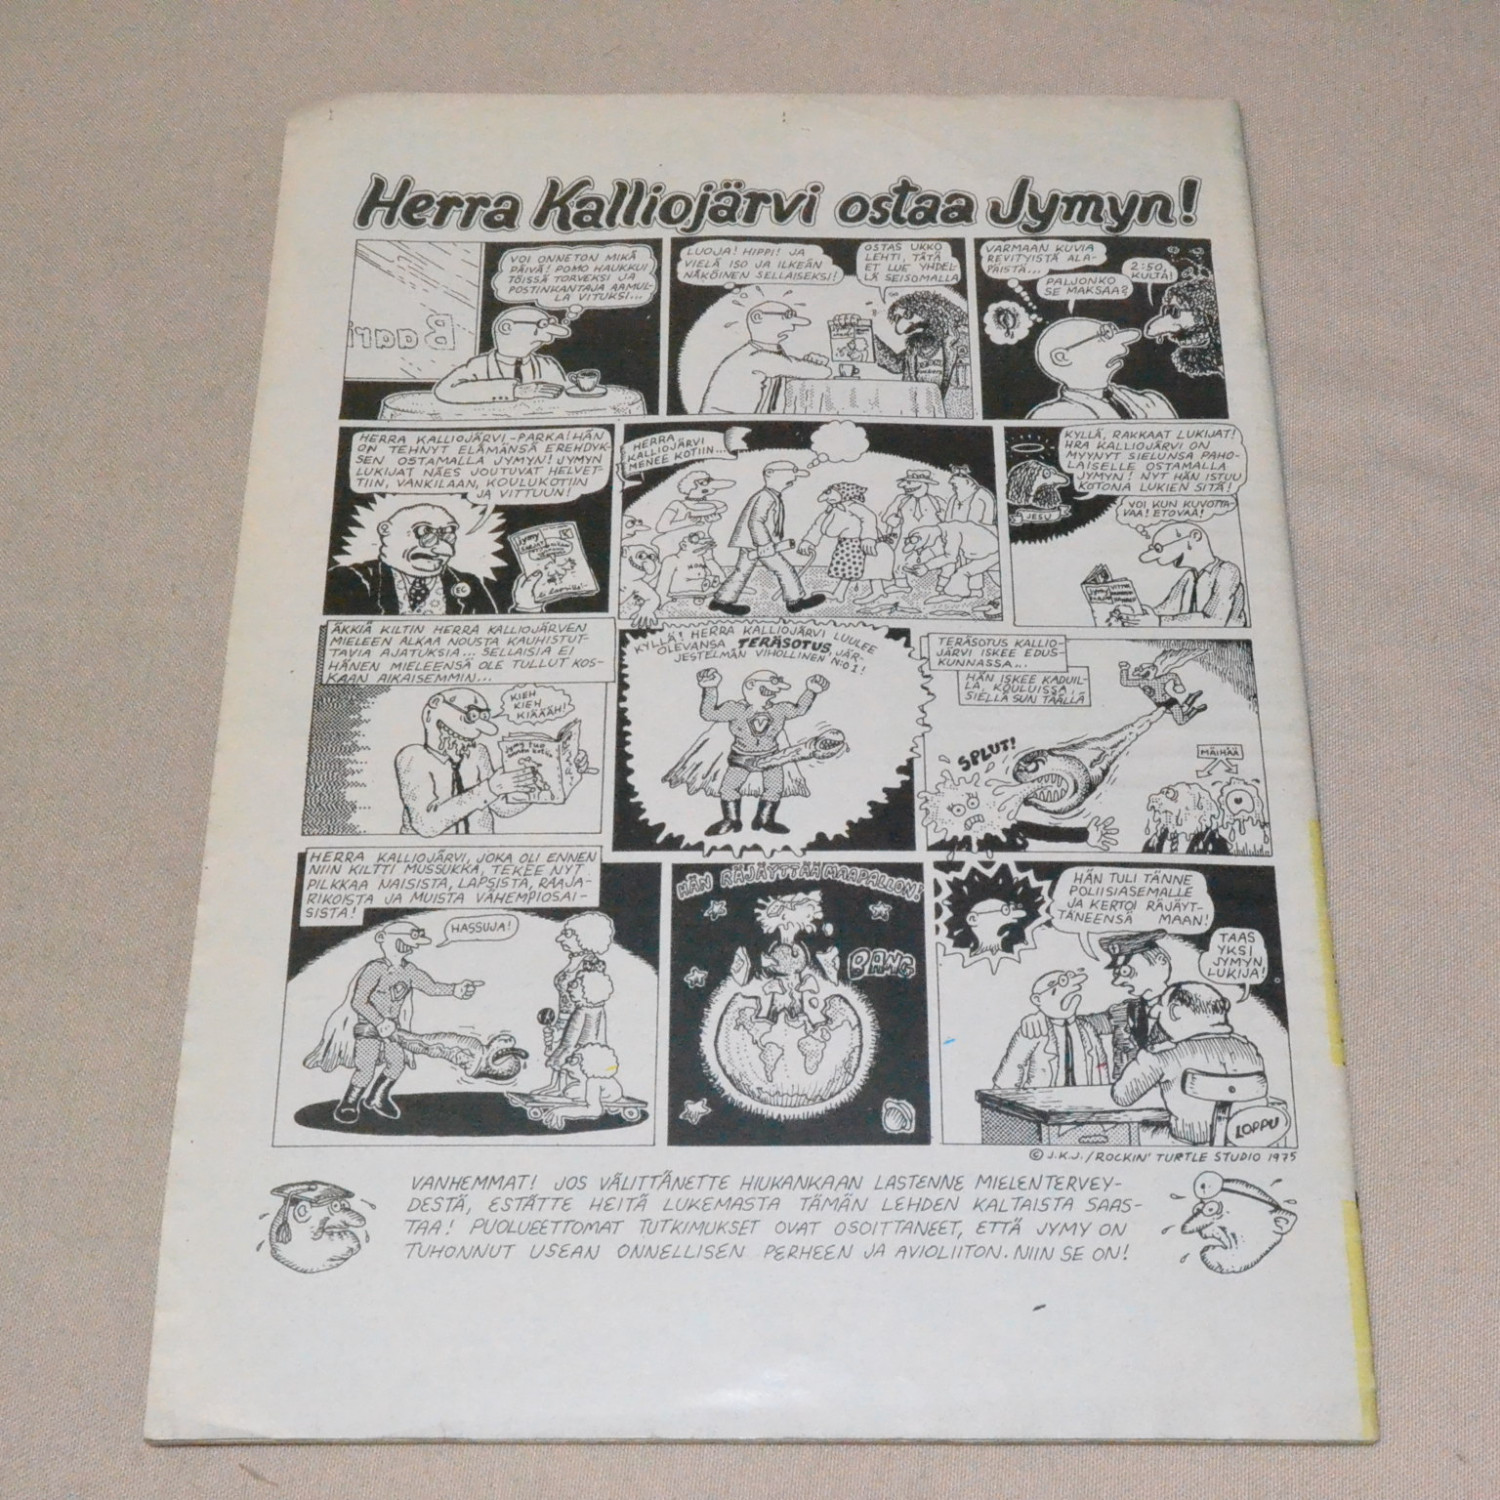 Herra Kalliojärvi ostaa Jymyn!
VOI ONNETON MIKÄ
PÄIVÄ! POMO HAUKKUI
TÖISSÄ TORVEKSI JA
POSTINKANTAJA AAMUL-
LA VITUKSI...
Baari
LUOJA! HIPPI! JA
VIELÄ ISO JA ILKEÄN
NÄKÖINEN SELLAISEKSI!
OSTAS UKKO
LEHTI, TÄTÄ
ET LUE YHDEL-
LÄ SEISOMALLA
VARMAAN KUVIA
REVITYISTÄ ALA-
PÄISTÄ...
PALJONKO
SE MAKSAA?
2:50,
KULTA!
HERRA KALLIOJÄRVI-PARKA! HÄN
ON TEHNYT ELÄMÄNSÄ EREHDYK-
SEN OSTAMALLA JYMYN! JYMYN
LUKIJAT NÄES JOUTUVAT HELVET-
TIIN, VANKILAAN, KOULUKOTIIN
JA VITTUUN!
Jymy
EC
HERRA
KALLIOJÄRVI
MENEE KOTIIN...
KYLLÄ, RAKKAAT LUKIJAT!
HRA KALLIOJÄRVI ON
MYYNYT SIELUNSA PAHO-
LAISELLE OSTAMALLA
JYMYN! NYT HÄN ISTUU
KOTONA LUKIEN SITÄ!
JESU
VOI KUN KUVOTTA-
VAA! ETOVAA!
Jymy
ÄKKIÄ KILTIN HERRA KALLIOJÄRVEN
MIELEEN ALKAA NOUSTA KAUHISTUT-
TAVIA AJATUKSIA... SELLAISIA EI
HÄNEN MIELEENSÄ OLE TULLUT KOS-
KAAN AIKAISEMMIN...
KIEH
KIEH
KIÄÄÄH!
KYLLÄ! HERRA KALLIOJÄRVI LUULEE
OLEVANSA TERÄSOTUS, JÄR-
JESTELMÄN VIHOLLINEN N:O 1!
V
TERÄSOTUS KALLIO-
JÄRVI ISKEE EDUS-
KUNNASSA...
HÄN ISKEE KADUIL-
LA, KOULUISSA,
SIELLÄ SUN TÄÄLLÄ
SPLUT!
MÄIHÄÄ
HERRA KALLIOJÄRVI, JOKA OLI ENNEN
NIIN KILTTI MUSSUKKA, TEKEE NYT
PILKKAA NAISISTA, LAPSISTA, RAAJA-
RIKOISTA JA MUISTA VÄHEMPIOSAI-
SISTA!
HASSUJA!
HÄN RÄJÄYTTÄÄ MAAPALLON!
BANG
HÄN TULI TÄNNE
POLIISIASEMALLE
JA KERTOI RÄJÄYT-
TÄNEENSÄ MAAN!
TAAS
YKSI
JYMYN
LUKIJA!
LOPPU
© J.K.J./ROCKIN' TURTLE STUDIO 1975
VANHEMMAT! JOS VÄLITTÄNETTE HIUKANKAAN LASTENNE MIELENTERVEY-
DESTÄ, ESTÄTTE HEITÄ LUKEMASTA TÄMÄN LEHDEN KALTAISTA SAAS-
TAA! PUOLUEETTOMAT TUTKIMUKSET OVAT OSOITTANEET, ETTÄ JYMY ON
TUHONNUT USEAN ONNELLISEN PERHEEN JA AVIOLIITON. NIIN SE ON!